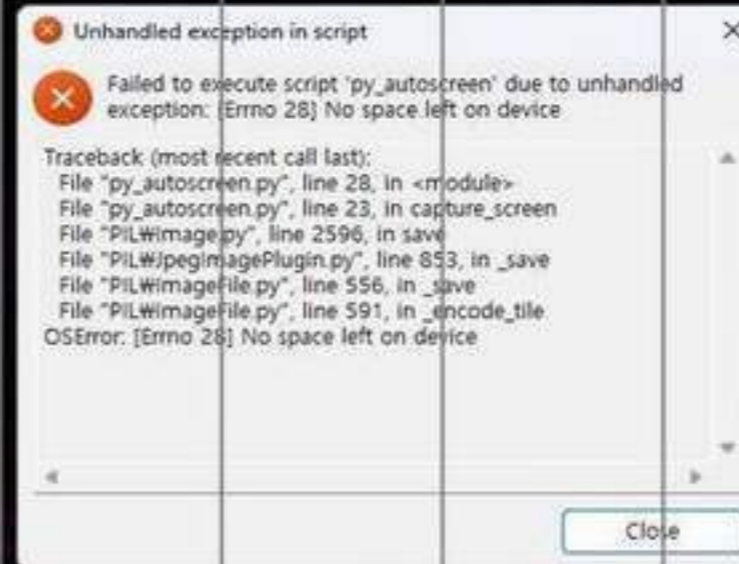 Unhandled exception in script
Failed to execute script 'py_autoscreen' due to unhandled
exception: [Errno 28] No space left on device
Traceback (most recent call last):
File "py_autoscreen.py", line 28, in <module>
File "py_autoscreen.py", line 23, in capture_screen
File "PIL₩Image.py", line 2596, in save
File "PIL₩JpegImagePlugin.py", line 853, in _save
File "PIL₩ImageFile.py", line 556, in _save
File "PIL₩ImageFile.py", line 591, in _encode_tile
OSError: [Errno 28] No space left on device
Close